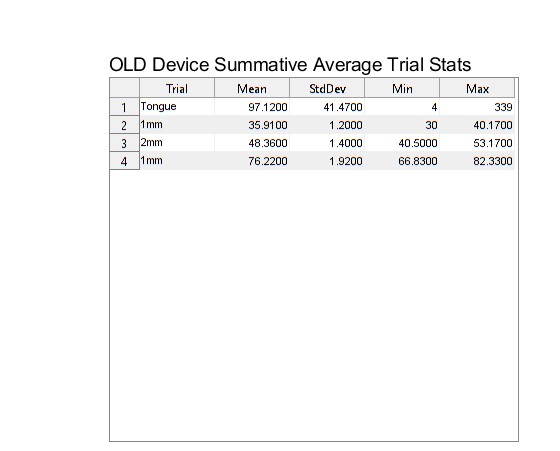 OLD Device Summative Average Trial Stats
Trial Mean StdDev Min Max
1 Tongue 97.1200 41.4700 4 339
2 1mm 35.9100 1.2000 30 40.1700
3 2mm 48.3600 1.4000 40.5000 53.1700
4 1mm 76.2200 1.9200 66.8300 82.3300